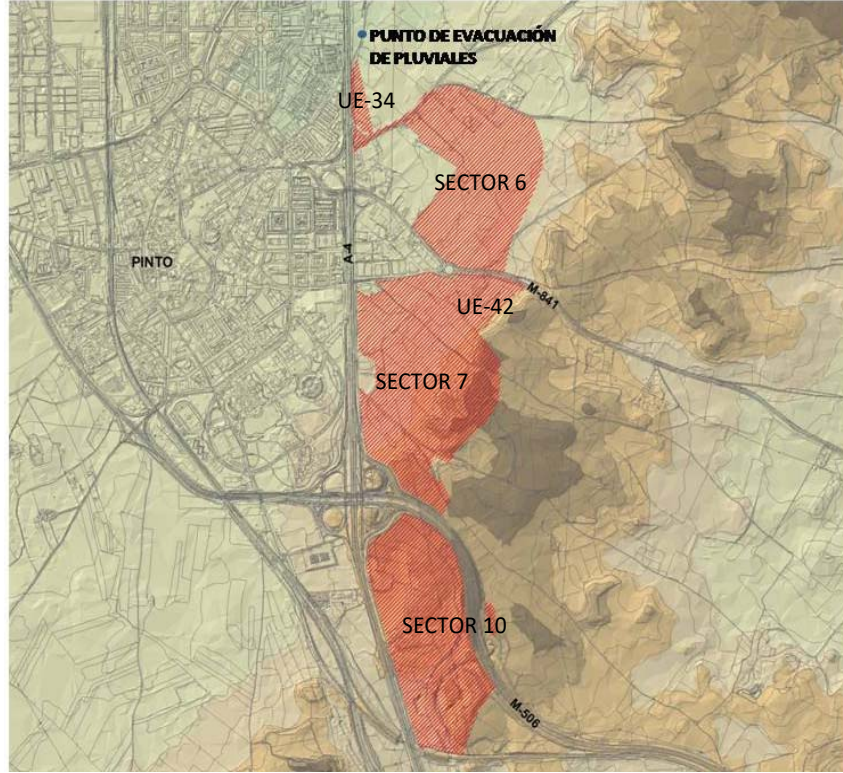 PUNTO DE EVACUACIÓN
DE PLUVIALES
UE-34
SECTOR 6
A-4
PINTO
M-841
UE-42
SECTOR 7
SECTOR 10
M-506